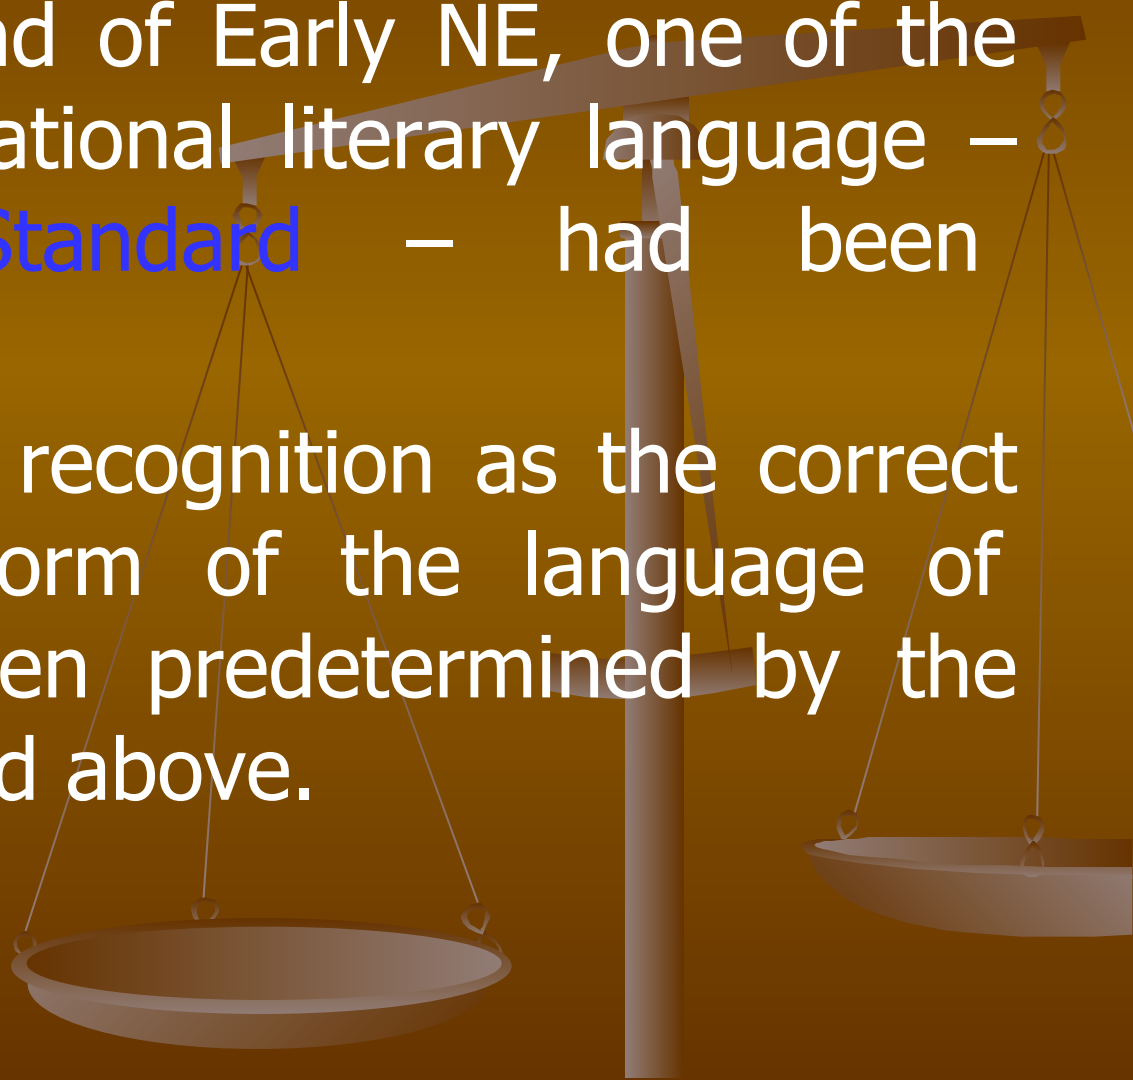 nd of Early NE, one of the
ational literary language –
Standard – had been
recognition as the correct
orm of the language of
en predetermined by the
d above.